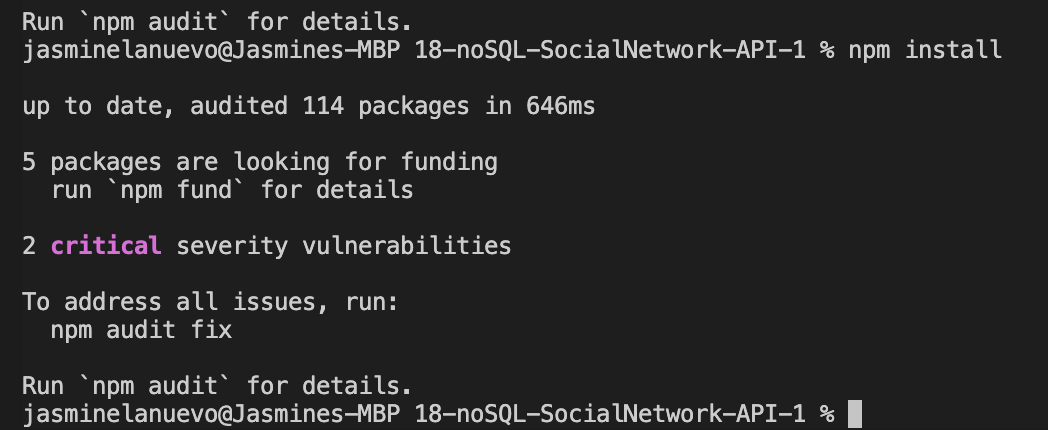 Run `npm audit` for details.
jasminelanuevo@Jasmines-MBP 18-noSQL-SocialNetwork-API-1 % npm install
up to date, audited 114 packages in 646ms
5 packages are looking for funding
run `npm fund` for details
2 critical severity vulnerabilities
To address all issues, run:
npm audit fix
Run `npm audit` for details.
jasminelanuevo@Jasmines-MBP 18-noSQL-SocialNetwork-API-1 %